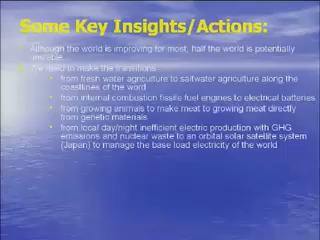 Some Key Insights/Actions:
Although the world is improving for most, half the world is potentially
unstable
We need to make the transitions
from fresh water agriculture to saltwater agriculture along the
coastlines of the word
from internal combustion fissile fuel engines to electrical batteries
from growing animals to make meat to growing meat directly
from genetic materials
from local day/night inefficient electric production with GHG
emissions and nuclear waste to an orbital solar satellite system
(Japan) to manage the base load electricity of the world